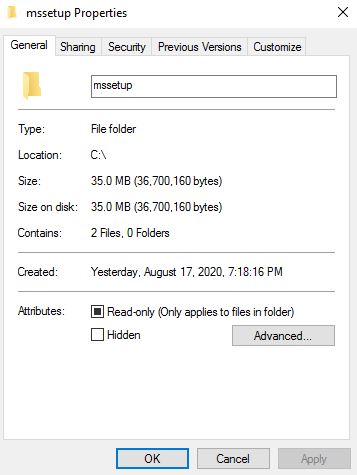 mssetup Properties
General Sharing Security Previous Versions Customize
mssetup
Type: File folder
Location: C:\
Size: 35.0 MB (36,700,160 bytes)
Size on disk: 35.0 MB (36,700,160 bytes)
Contains: 2 Files, 0 Folders
Created: Yesterday, August 17, 2020, 7:18:16 PM
Attributes: Read-only (Only applies to files in folder)
Hidden Advanced...
OK Cancel Apply